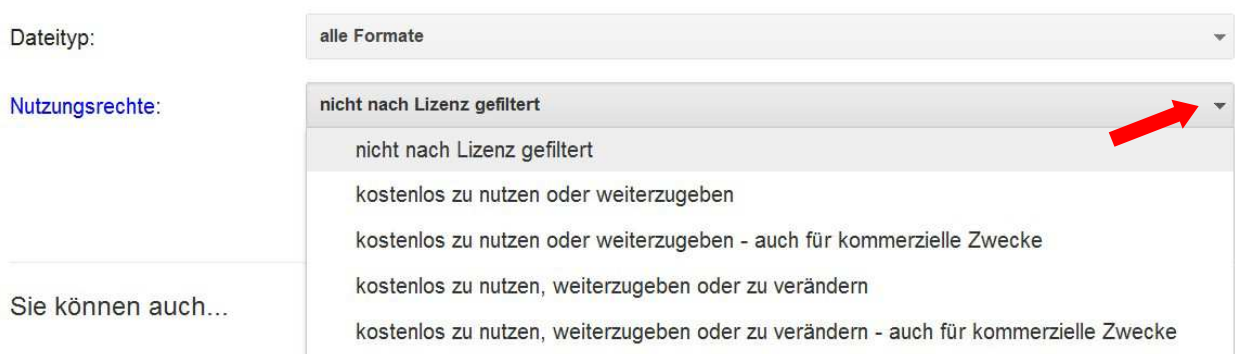 Dateityp: alle Formate
Nutzungsrechte: nicht nach Lizenz gefiltert
nicht nach Lizenz gefiltert
kostenlos zu nutzen oder weiterzugeben
kostenlos zu nutzen oder weiterzugeben - auch für kommerzielle Zwecke
kostenlos zu nutzen, weiterzugeben oder zu verändern
Sie können auch...
kostenlos zu nutzen, weiterzugeben oder zu verändern - auch für kommerzielle Zwecke